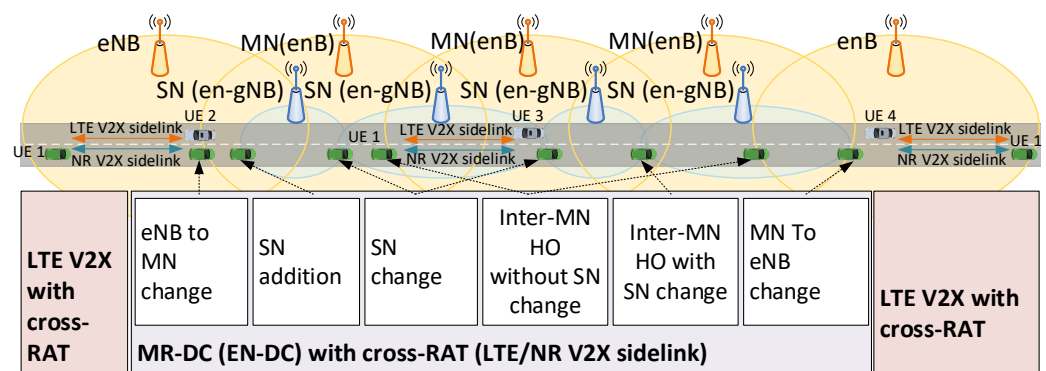 eNB
MN(enB)
MN(enB)
MN(enB)
enB
SN (en-gNB)
SN (en-gNB)
SN (en-gNB)
SN (en-gNB)
UE 1
LTE V2X sidelink
NR V2X sidelink
UE 2
UE 1
LTE V2X sidelink
NR V2X sidelink
UE 3
UE 4
LTE V2X sidelink
NR V2X sidelink
UE 1
LTE V2X
with
cross-
RAT
eNB to
MN
change
SN
addition
SN
change
Inter-MN
HO
without SN
change
Inter-MN
HO with
SN change
MN To
eNB
change
LTE V2X with
cross-RAT
MR-DC (EN-DC) with cross-RAT (LTE/NR V2X sidelink)